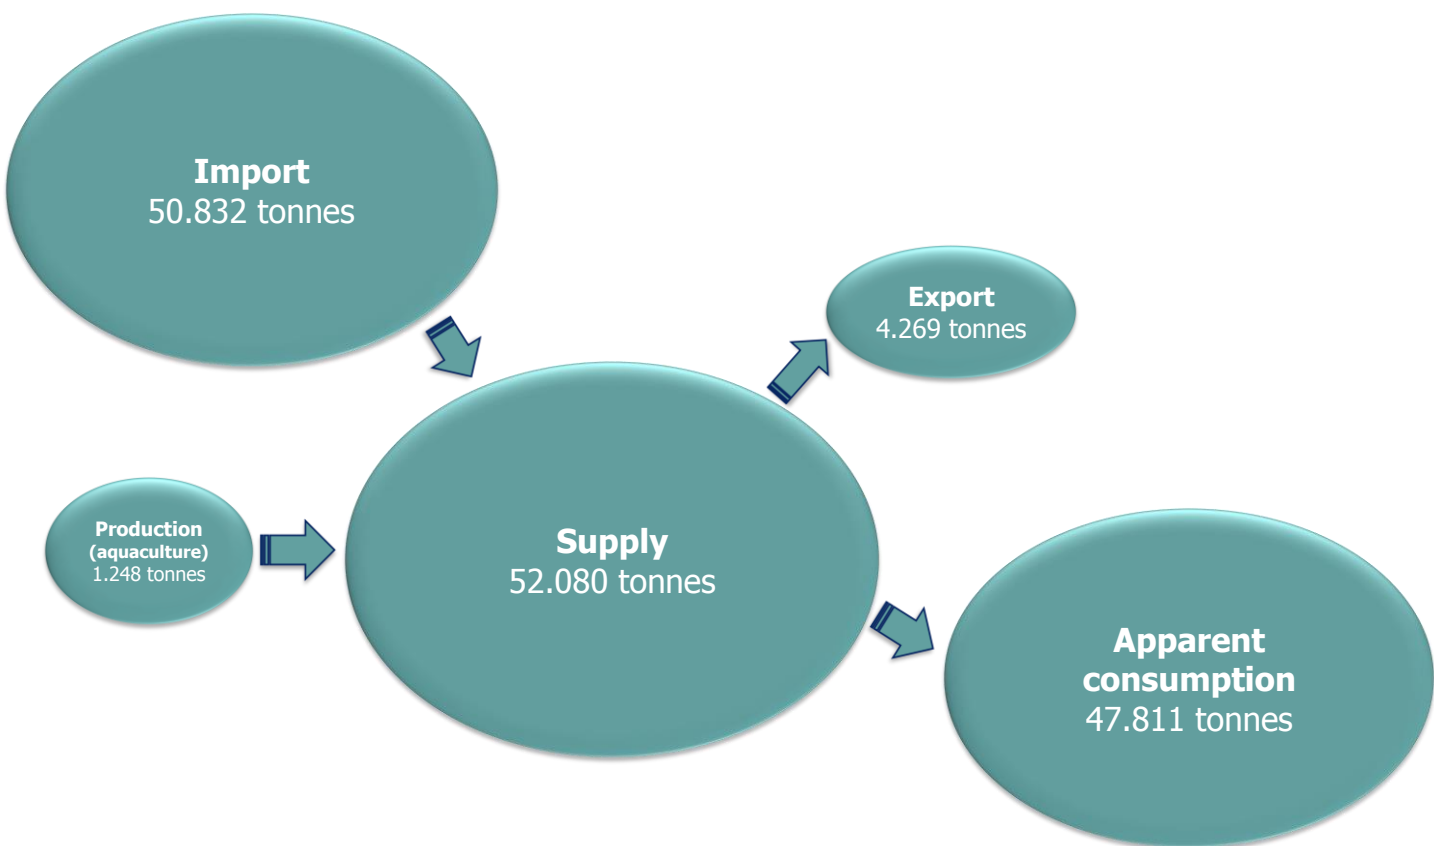 Import
50.832 tonnes
Export
4.269 tonnes
Production
(aquaculture)
1.248 tonnes
Supply
52.080 tonnes
Apparent
consumption
47.811 tonnes